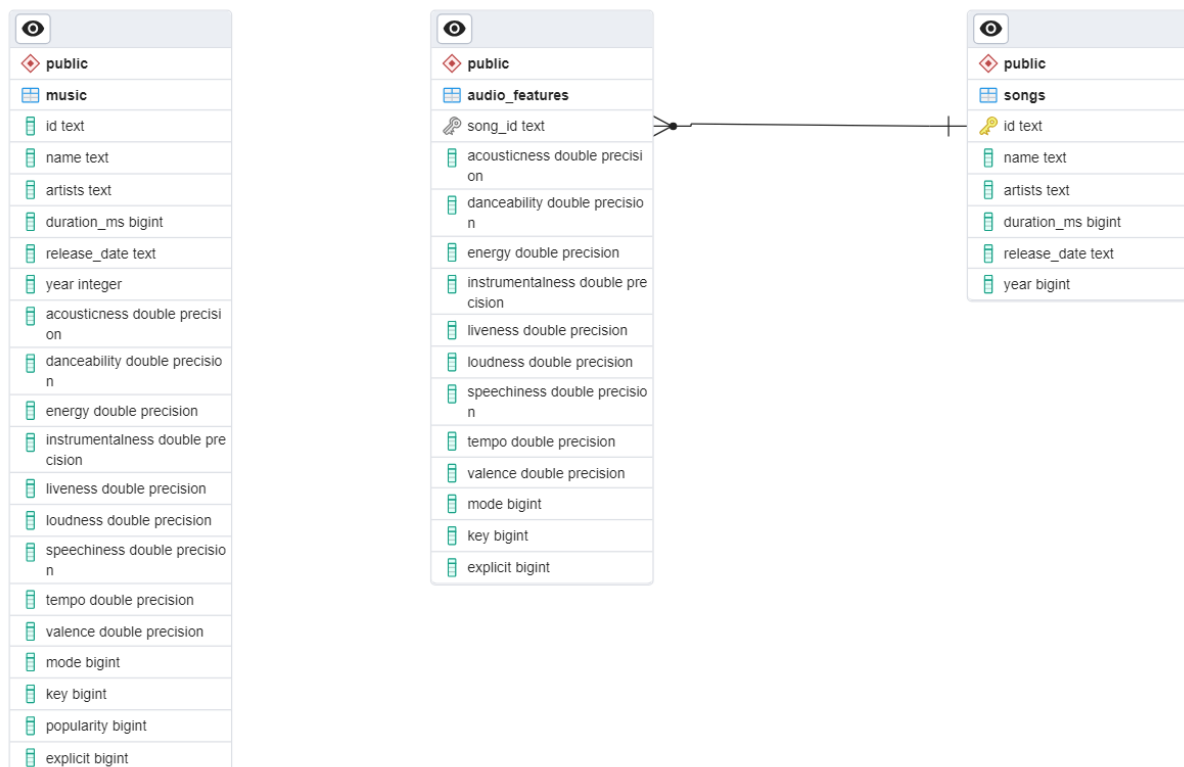 public
music
id text
name text
artists text
duration_ms bigint
release_date text
year integer
acousticness double precisi
on
danceability double precisio
n
energy double precision
instrumentalness double pre
cision
liveness double precision
loudness double precision
speechiness double precisio
n
tempo double precision
valence double precision
mode bigint
key bigint
popularity bigint
explicit bigint
public
audio_features
song_id text
acousticness double precisi
on
danceability double precisio
n
energy double precision
instrumentalness double pre
cision
liveness double precision
loudness double precision
speechiness double precisio
n
tempo double precision
valence double precision
mode bigint
key bigint
explicit bigint
public
songs
id text
name text
artists text
duration_ms bigint
release_date text
year bigint